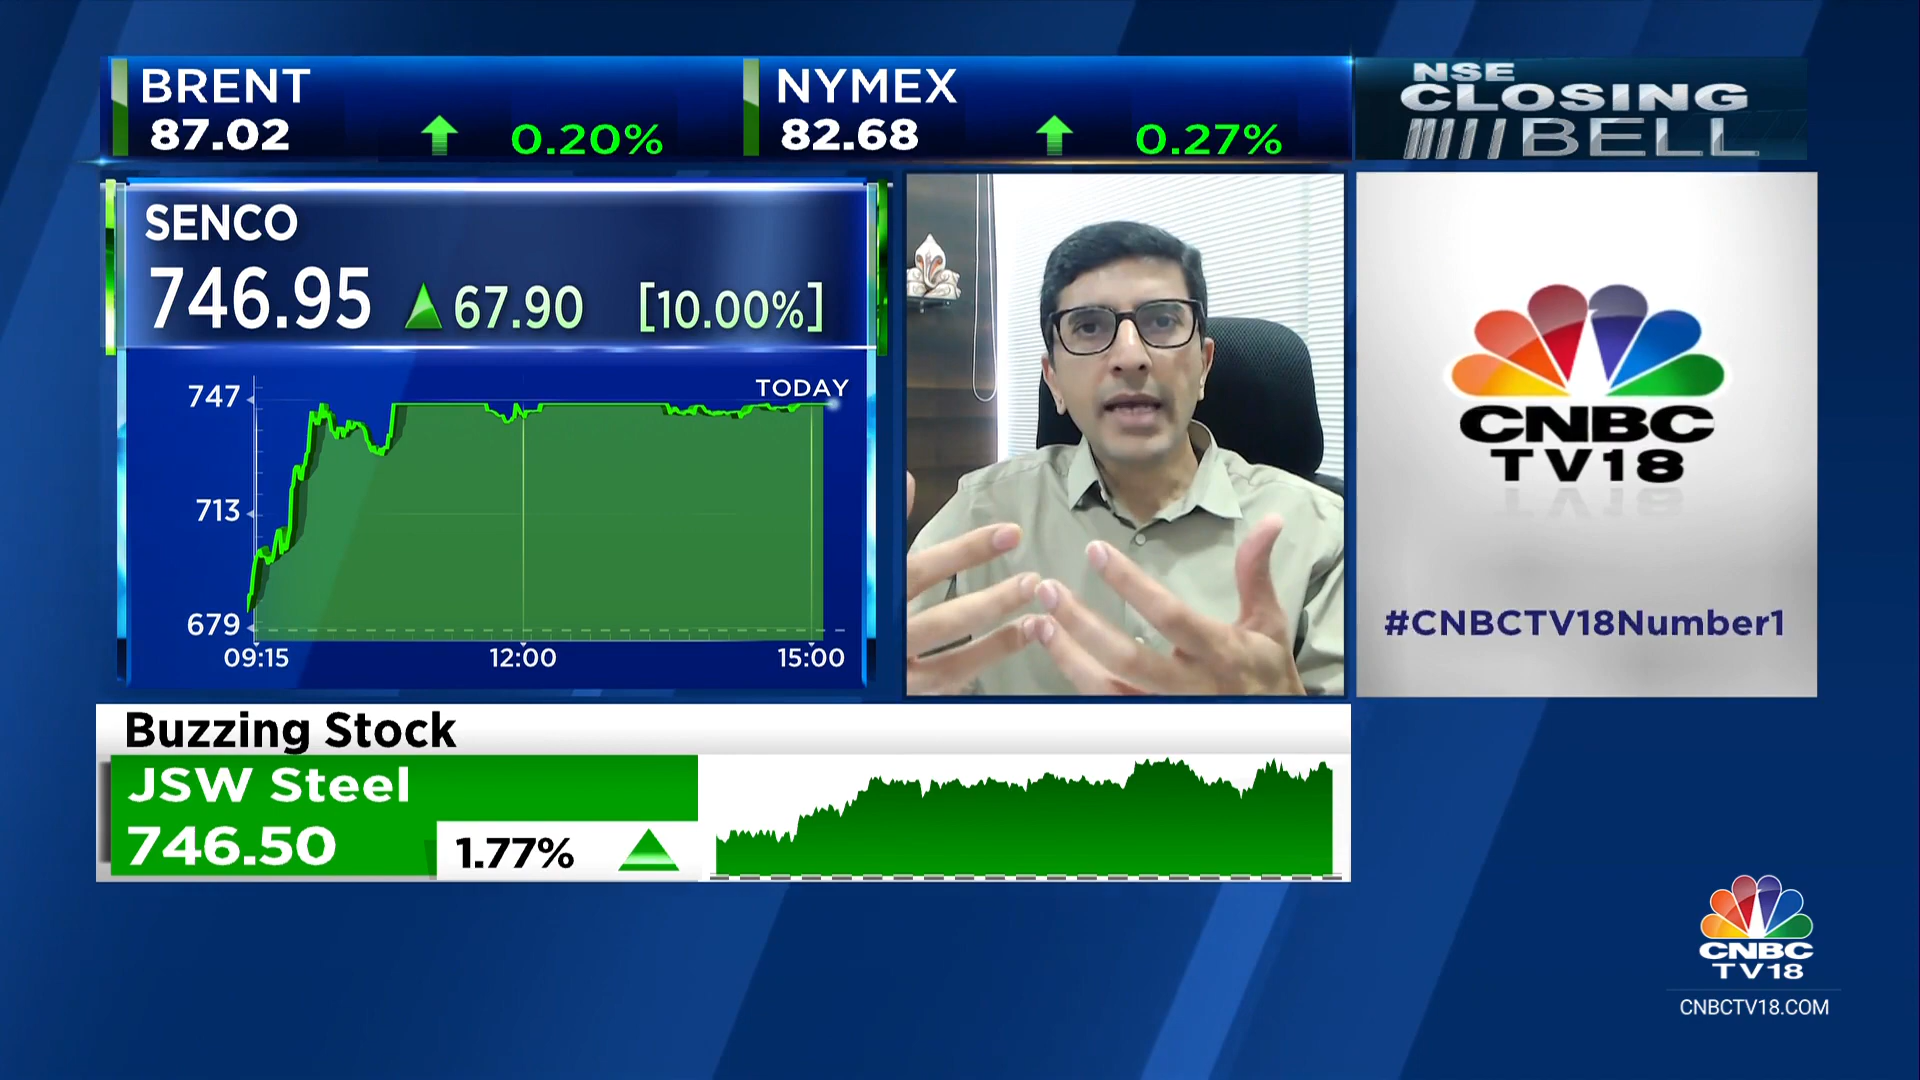 BRENT
87.02 0.20%
NYMEX
82.68 0.27%
NSE
CLOSING
BELL
SENCO
746.95 67.90 [10.00%]
TODAY
747
713
679
09:15 12:00 15:00
CNBC
TV18
#CNBCTV18Number1
Buzzing Stock
JSW Steel
746.50
1.77%
CNBC
TV18
CNBCTV18.COM